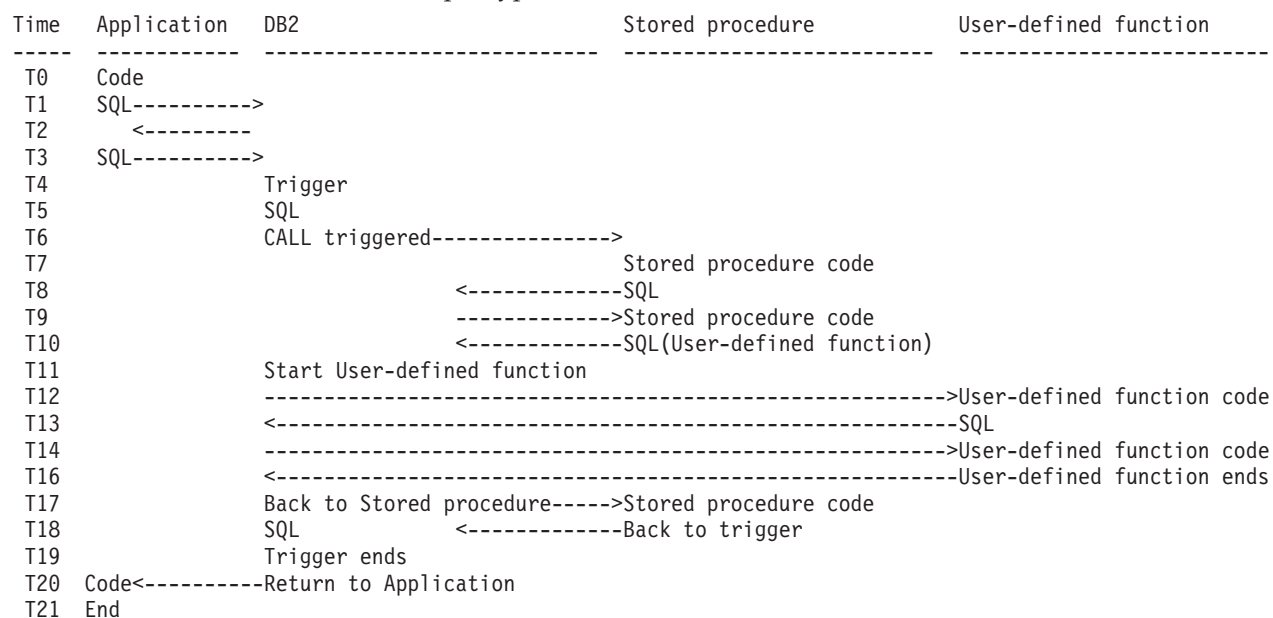 Time Application DB2 Stored procedure User-defined function
----- ------------ ---------------------------- -------------------------- --------------------------
T0 Code
T1 SQL---------->
T2 <----------
T3 SQL---------->
T4 Trigger
T5 SQL
T6 CALL triggered--------------->
T7 Stored procedure code
T8 <-------------SQL
T9 ------------->Stored procedure code
T10 <-------------SQL(User-defined function)
T11 Start User-defined function
T12 --------------------------------------------------------->User-defined function code
T13 <---------------------------------------------------------SQL
T14 --------------------------------------------------------->User-defined function code
T16 <---------------------------------------------------------User-defined function ends
T17 Back to Stored procedure----->Stored procedure code
T18 SQL <-------------Back to trigger
T19 Trigger ends
T20 Code<----------Return to Application
T21 End